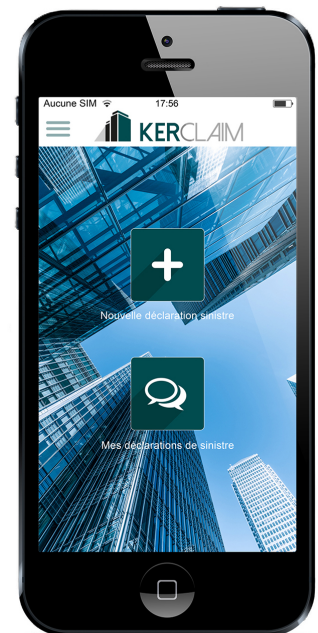 Aucune SIM 17:56
KERCLAIM
Nouvelle déclaration sinistre
Mes déclarations de sinistre